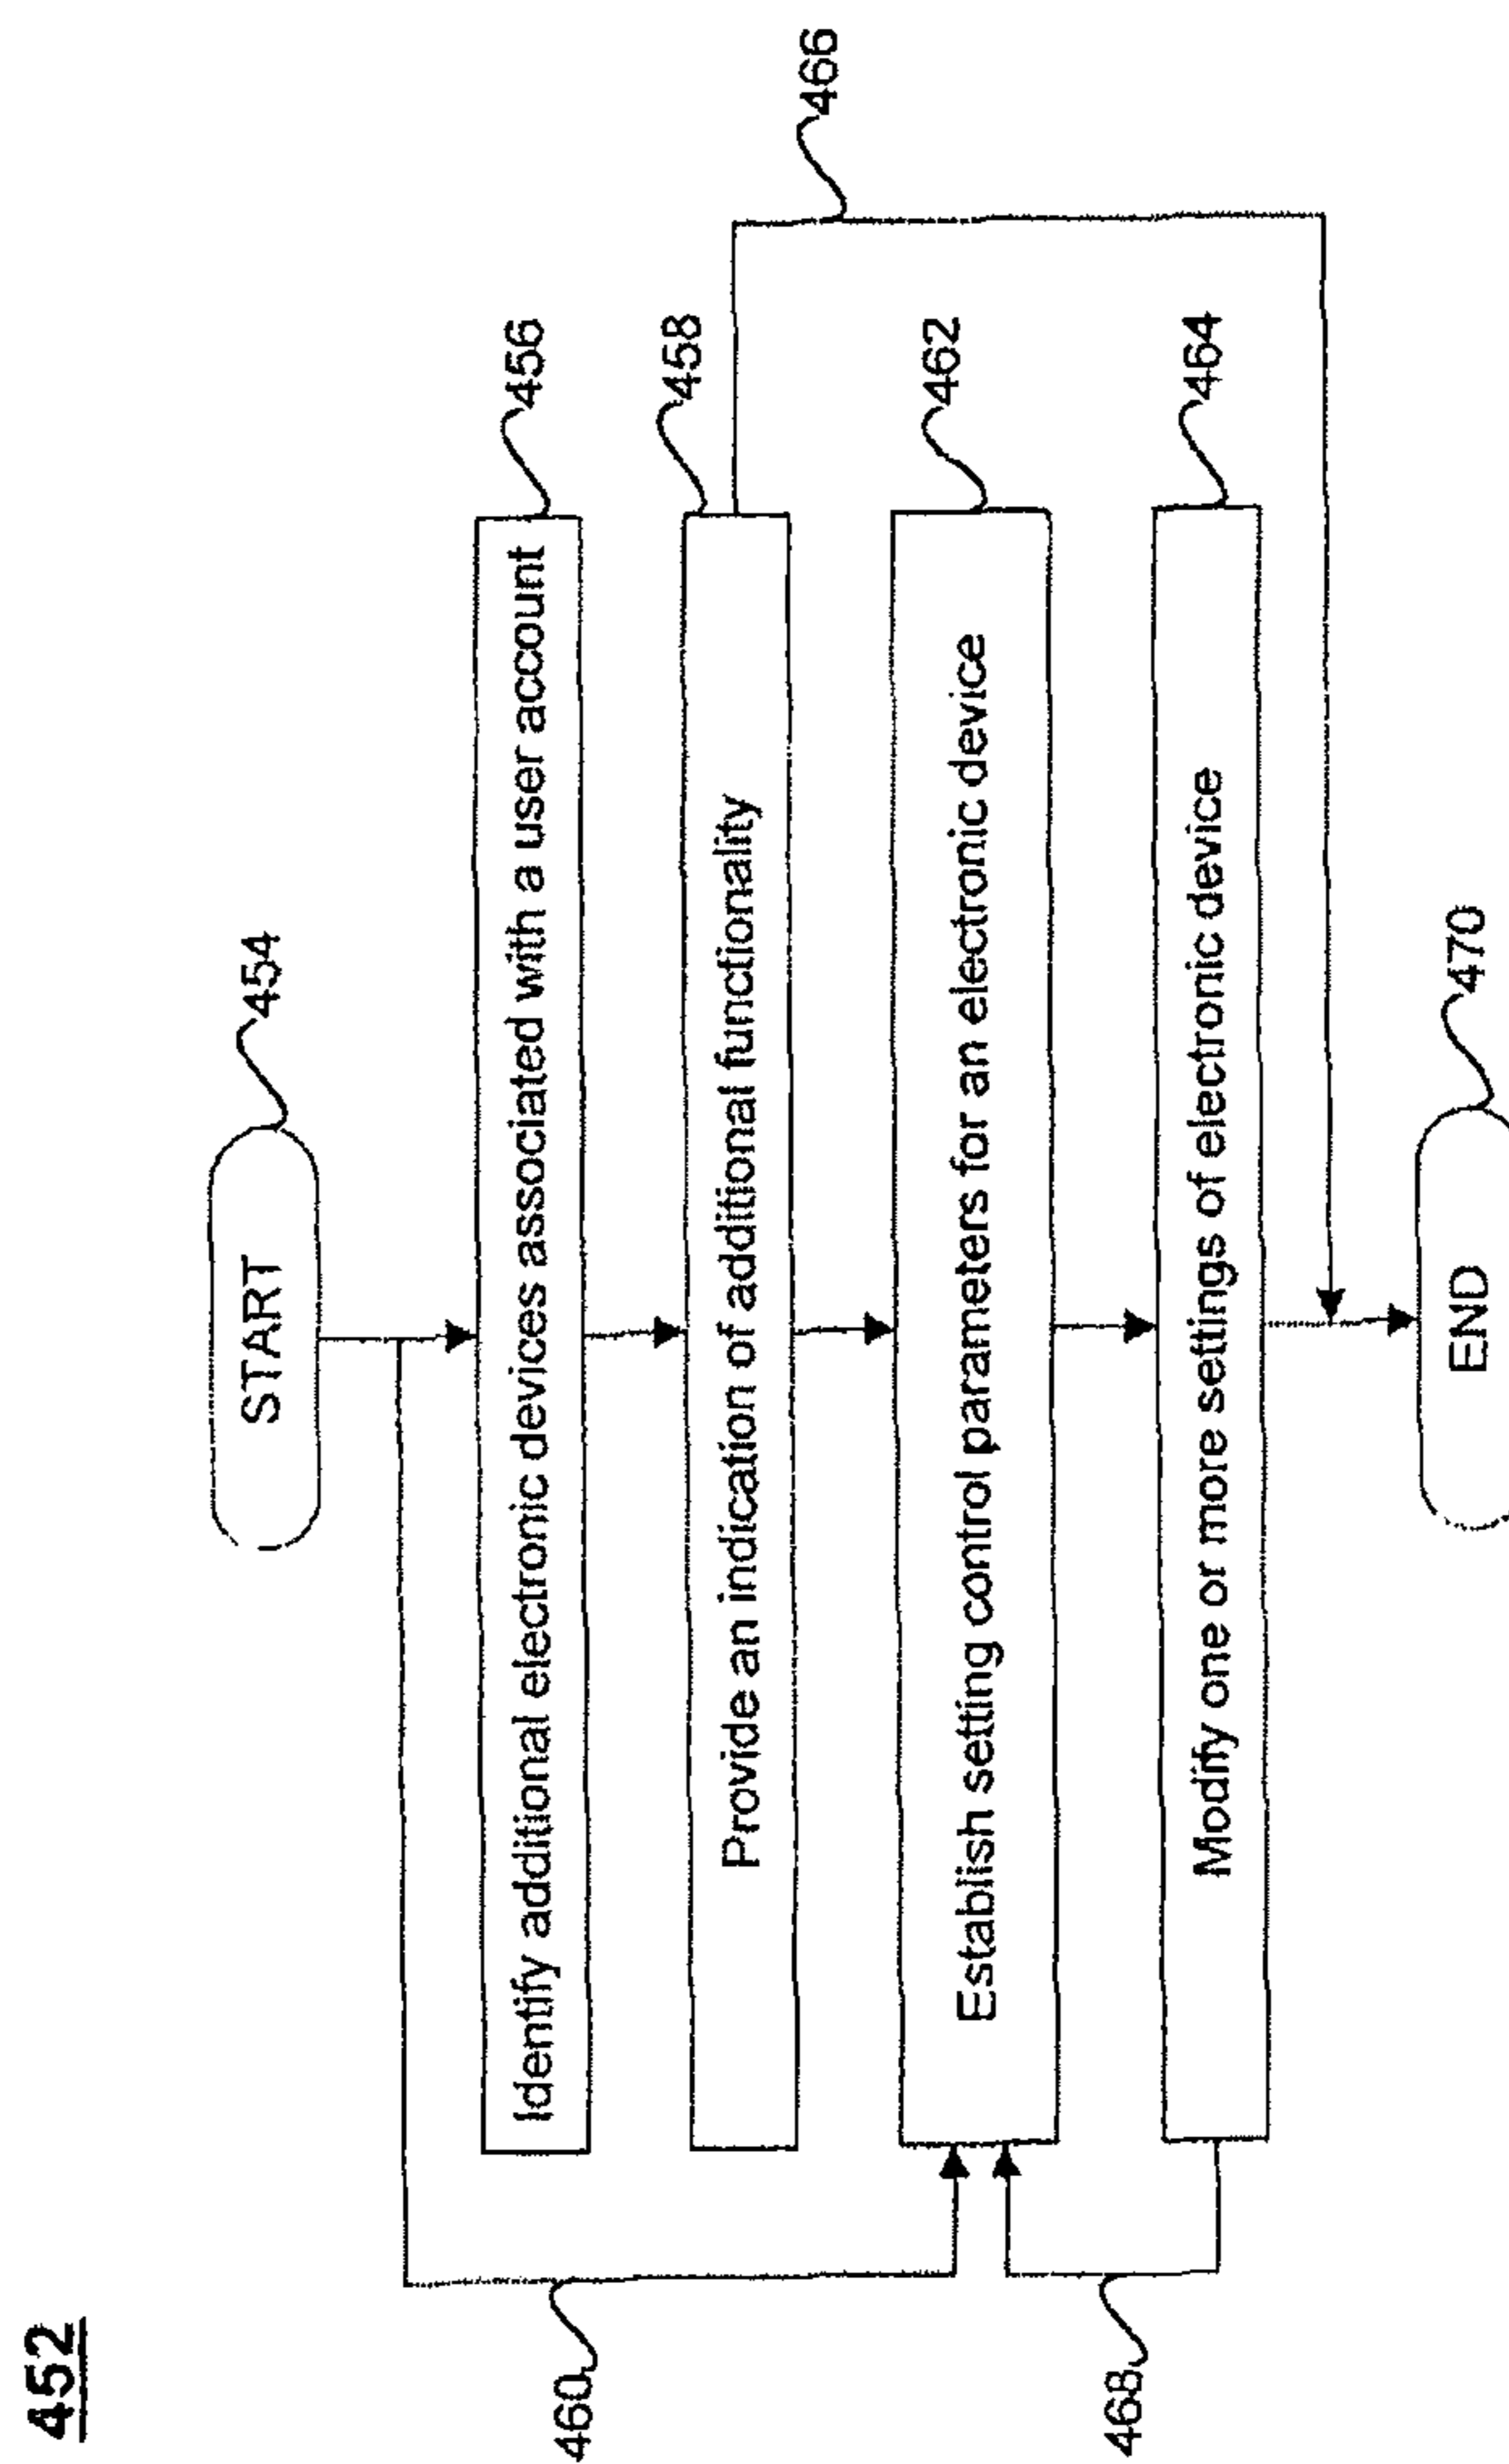 452
START
454
Identify additional electronic devices associated with a user account
456
Provide an indication of additional functionality
458
460
Establish setting control parameters for an electronic device
462
Modify one or more settings of electronic device
464
466
468
END
470